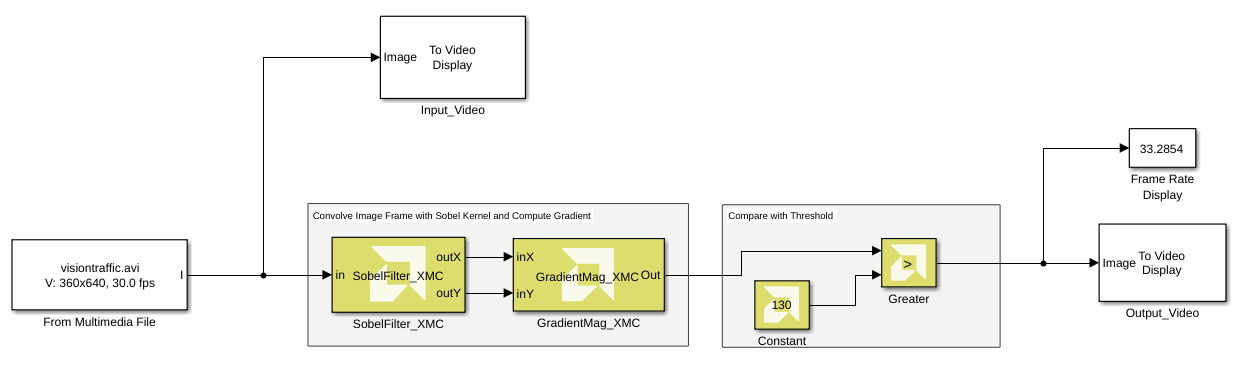 Image
To Video
Display
Input_Video
33.2854
Frame Rate
Display
Convolve Image Frame with Sobel Kernel and Compute Gradient
Compare with Threshold
visiontraffic.avi
V: 360x640, 30.0 fps
I
From Multimedia File
in
SobelFilter_XMC
outX
outY
SobelFilter_XMC
inX
inY
GradientMag_XMC
Out
GradientMag_XMC
130
Constant
>
Greater
Image
To Video
Display
Output_Video